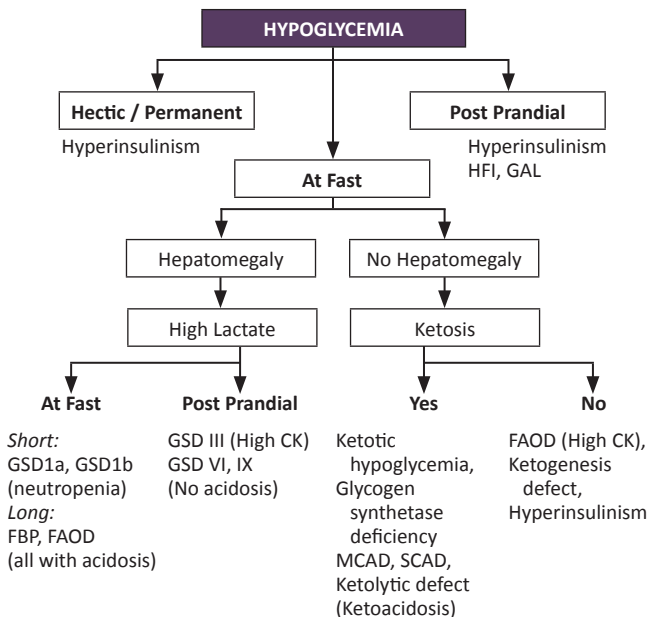 HYPOGLYCEMIA
Hectic / Permanent
Hyperinsulinism
Post Prandial
Hyperinsulinism
HFI, GAL
At Fast
Hepatomegaly
No Hepatomegaly
High Lactate
Ketosis
At Fast
Short:
GSD1a, GSD1b
(neutropenia)
Long:
FBP, FAOD
(all with acidosis)
Post Prandial
GSD III (High CK)
GSD VI, IX
(No acidosis)
Yes
Ketotic
hypoglycemia,
Glycogen
synthetase
deficiency
MCAD, SCAD,
Ketolytic defect
(Ketoacidosis)
No
FAOD (High CK),
Ketogenesis
defect,
Hyperinsulinism